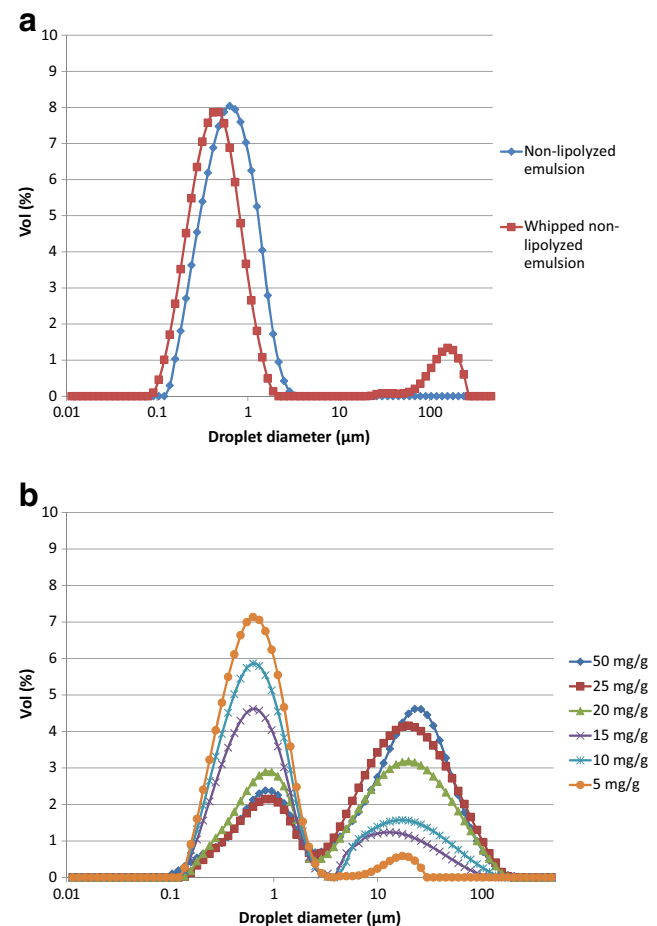 a
10
9
8
7
6
5
4
3
2
1
0
Vol (%)
0.01 0.1 1 10 100
Droplet diameter (µm)
Non-lipolyzed
emulsion
Whipped non-
lipolyzed
emulsion
b
10
9
8
7
6
5
4
3
2
1
0
Vol (%)
0.01 0.1 1 10 100
Droplet diameter (µm)
50 mg/g
25 mg/g
20 mg/g
15 mg/g
10 mg/g
5 mg/g